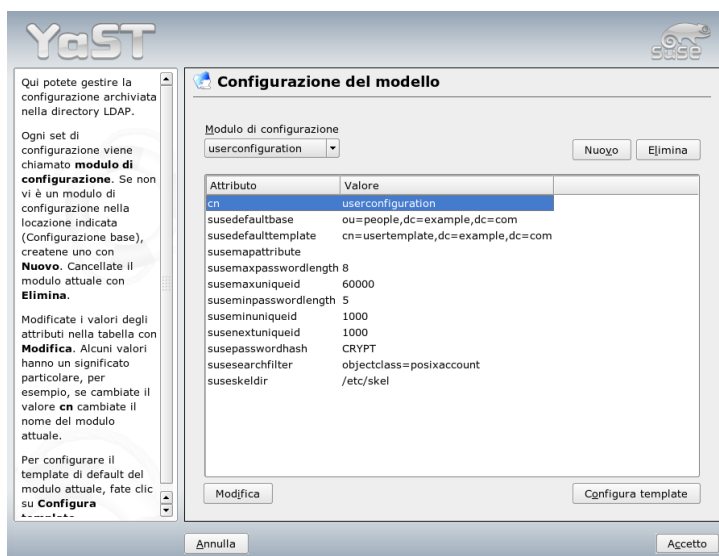 YaST
SUSE
Qui potete gestire la
configurazione archiviata
nella directory LDAP.
Ogni set di
configurazione viene
chiamato modulo di
configurazione. Se non
vi è un modulo di
configurazione nella
locazione indicata
(Configurazione base),
createne uno con
Nuovo. Cancellate il
modulo attuale con
Elimina.
Modificate i valori degli
attributi nella tabella con
Modifica. Alcuni valori
hanno un significato
particolare, per
esempio, se cambiate il
valore cn cambiate il
nome del modulo
attuale.
Per configurare il
template di default del
modulo attuale, fate clic
su Configura
template
Configurazione del modello
Modulo di configurazione
userconfiguration
Nuovo
Elimina
Attributo Valore
cn userconfiguration
susedefaultbase ou=people,dc=example,dc=com
susedefaulttemplate cn=usertemplate,dc=example,dc=com
susemapattribute
susemaxpasswordlength 8
susemaxuniqueid 60000
suseminpasswordlength 5
suseminuniqueid 1000
susenextuniqueid 1000
susepasswordhash CRYPT
susesearchfilter objectclass=posixaccount
suseskeldir /etc/skel
Modifica
Configura template
Annulla
Accetto